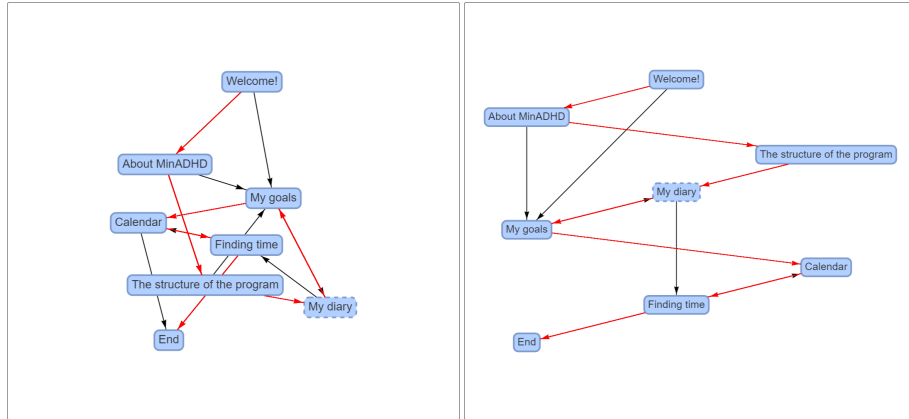 Welcome!
About MinADHD
My goals
Calendar
Finding time
The structure of the program
My diary
End
Welcome!
About MinADHD
The structure of the program
My diary
My goals
Calendar
Finding time
End